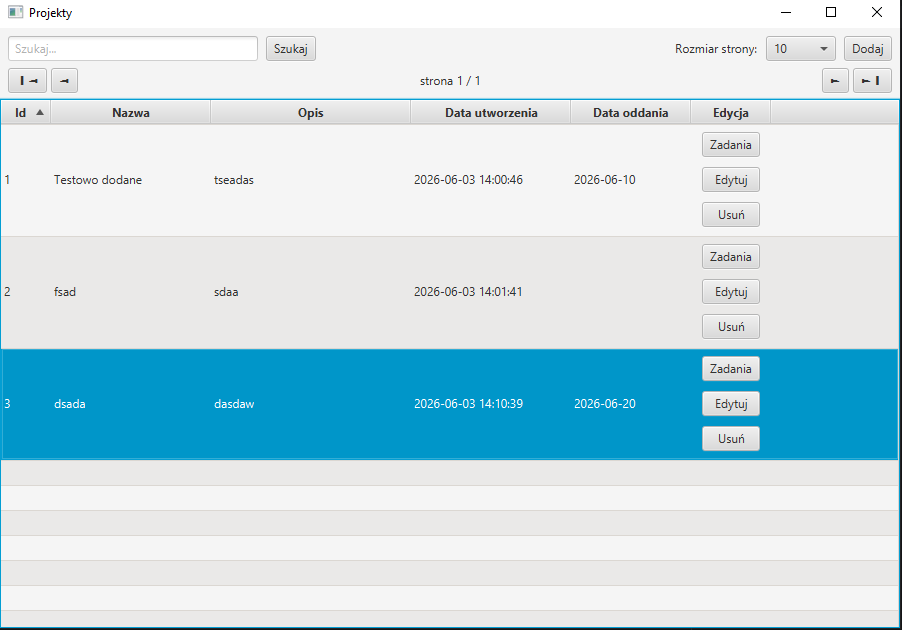 Projekty
Szukaj... Szukaj Rozmiar strony: 10 Dodaj
strona 1 / 1
Id Nazwa Opis Data utworzenia Data oddania Edycja
Zadania
1 Testowo dodane tseadas 2026-06-03 14:00:46 2026-06-10 Edytuj
Usuń
Zadania
2 fsad sdaa 2026-06-03 14:01:41 Edytuj
Usuń
Zadania
3 dsada dasdaw 2026-06-03 14:10:39 2026-06-20 Edytuj
Usuń